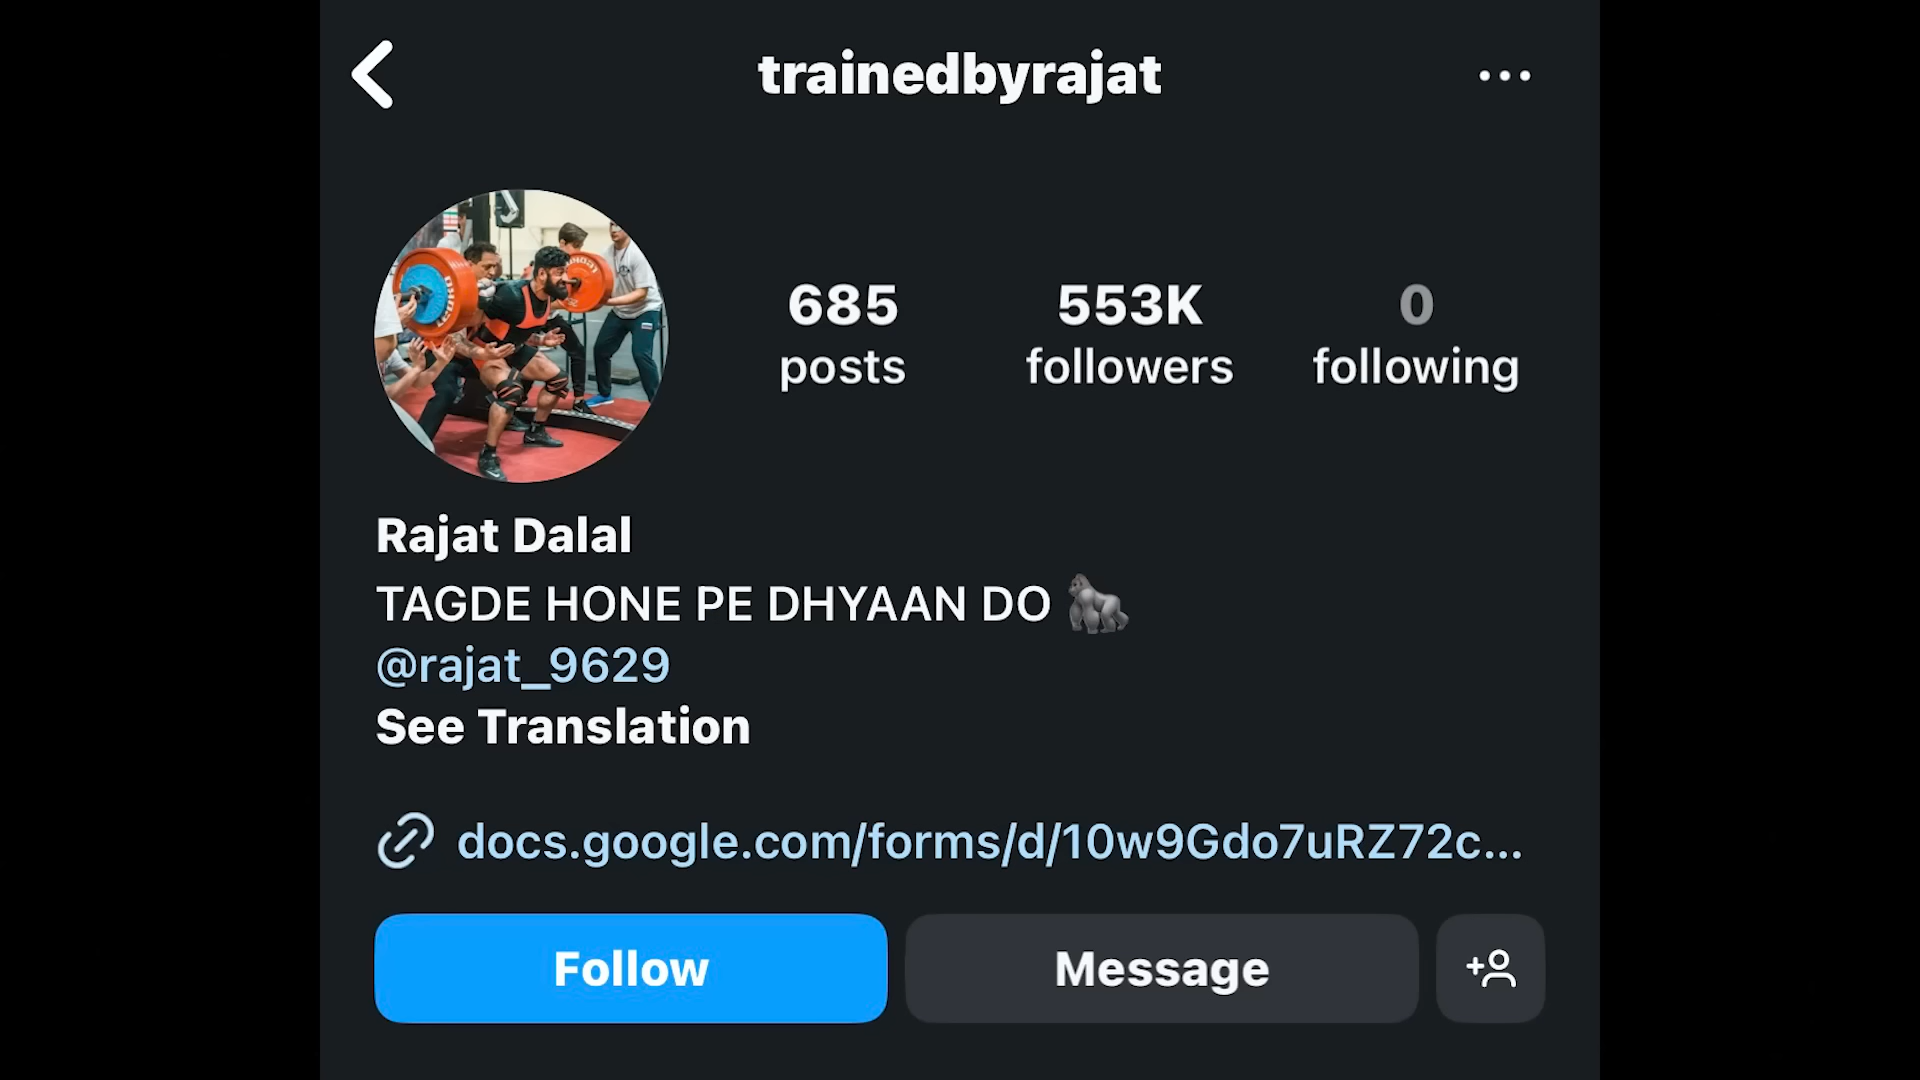 trainedbyrajat
685 posts
553K followers
0 following
Rajat Dalal
TAGDE HONE PE DHYAAN DO 🦍
@rajat_9629
See Translation
docs.google.com/forms/d/10w9Gdo7uRZ72c...
Follow
Message